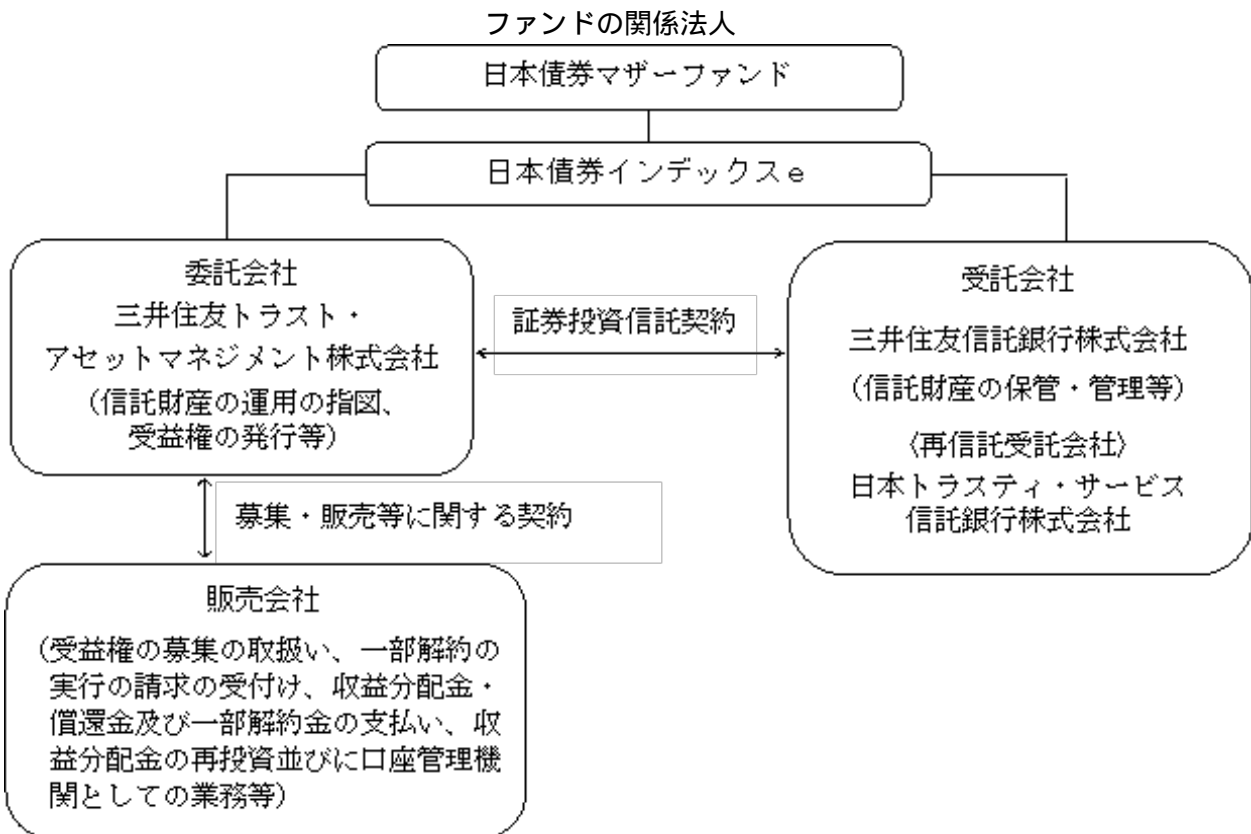 ファンドの関係法人
日本債券マザーファンド
日本債券インデックスｅ
委託会社
三井住友トラスト・
アセットマネジメント株式会社
（信託財産の運用の指図、
受益権の発行等）
証券投資信託契約
受託会社
三井住友信託銀行株式会社
（信託財産の保管・管理等）
〈再信託受託会社〉
日本トラスティ・サービス
信託銀行株式会社
募集・販売等に関する契約
販売会社
（受益権の募集の取扱い、一部解約の
実行の請求の受付け、収益分配金・
償還金及び一部解約金の支払い、収
益分配金の再投資並びに口座管理機
関としての業務等）